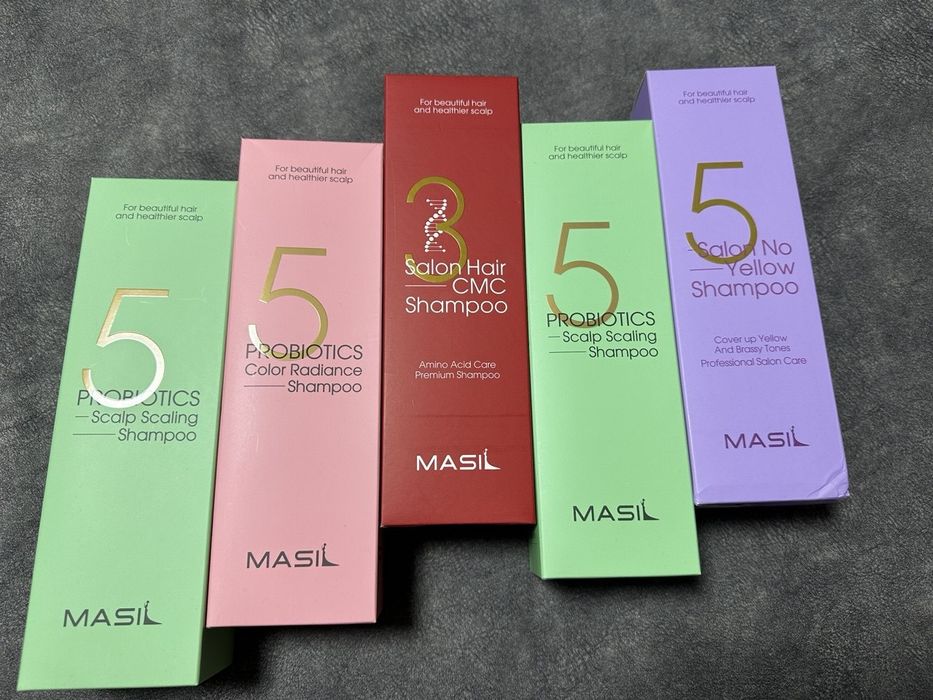 For beautiful hair
and healthier scalp
5
PROBIOTICS
Scalp Scaling
Shampoo
MASIL
For beautiful hair
and healthier scalp
5
PROBIOTICS
Color Radiance
Shampoo
MASIL
For beautiful hair
and healthier scalp
3
Salon Hair
CMC
Shampoo
Amino Acid Care
Premium Shampoo
MASIL
For beautiful hair
and healthier scalp
5
PROBIOTICS
Scalp Scaling
Shampoo
MASIL
For beautiful hair
and healthier scalp
5
Salon No
Yellow
Shampoo
Cover up Yellow
And Brassy Tones
Professional Salon Care
MASIL